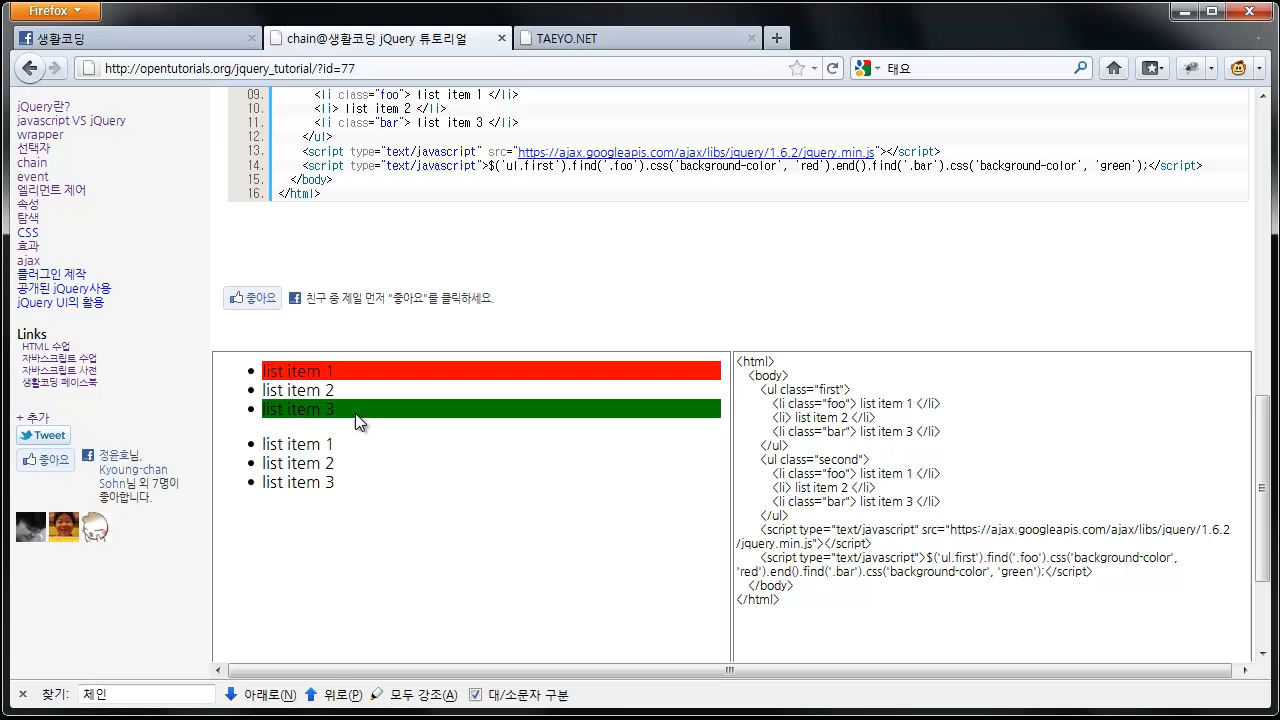 Firefox
생활코딩
chain@생활코딩 jQuery 튜토리얼
TAEYO.NET
http://opentutorials.org/jquery_tutorial/?id=77
태요
jQuery란?
javascript VS jQuery
wrapper
선택자
chain
event
엘리먼트 제어
속성
탐색
CSS
효과
ajax
플러그인 제작
공개된 jQuery사용
jQuery UI의 활용
Links
HTML 수업
자바스크립트 수업
자바스크립트 사전
생활코딩 페이스북
+ 추가
Tweet
좋아요
정윤호님,
Kyoung-chan
Sohn님 외 7명이
좋아합니다.
09. <li class="foo"> list item 1 </li>
10. <li> list item 2 </li>
11. <li class="bar"> list item 3 </li>
12. </ul>
13. <script type="text/javascript" src="https://ajax.googleapis.com/ajax/libs/jquery/1.6.2/jquery.min.js"></script>
14. <script type="text/javascript">$('ul.first').find('.foo').css('background-color', 'red').end().find('.bar').css('background-color', 'green');</script>
15. </body>
16. </html>
좋아요
친구 중 제일 먼저 "좋아요"를 클릭하세요.
list item 1
list item 2
list item 3
list item 1
list item 2
list item 3
<html>
<body>
<ul class="first">
<li class="foo"> list item 1 </li>
<li> list item 2 </li>
<li class="bar"> list item 3 </li>
</ul>
<ul class="second">
<li class="foo"> list item 1 </li>
<li> list item 2 </li>
<li class="bar"> list item 3 </li>
</ul>
<script type="text/javascript" src="https://ajax.googleapis.com/ajax/libs/jquery/1.6.2
/jquery.min.js"></script>
<script type="text/javascript">$('ul.first').find('.foo').css('background-color',
'red').end().find('.bar').css('background-color', 'green');</script>
</body>
</html>
찾기: 체인 아래로(N) 위로(P) 모두 강조(A) 대/소문자 구분